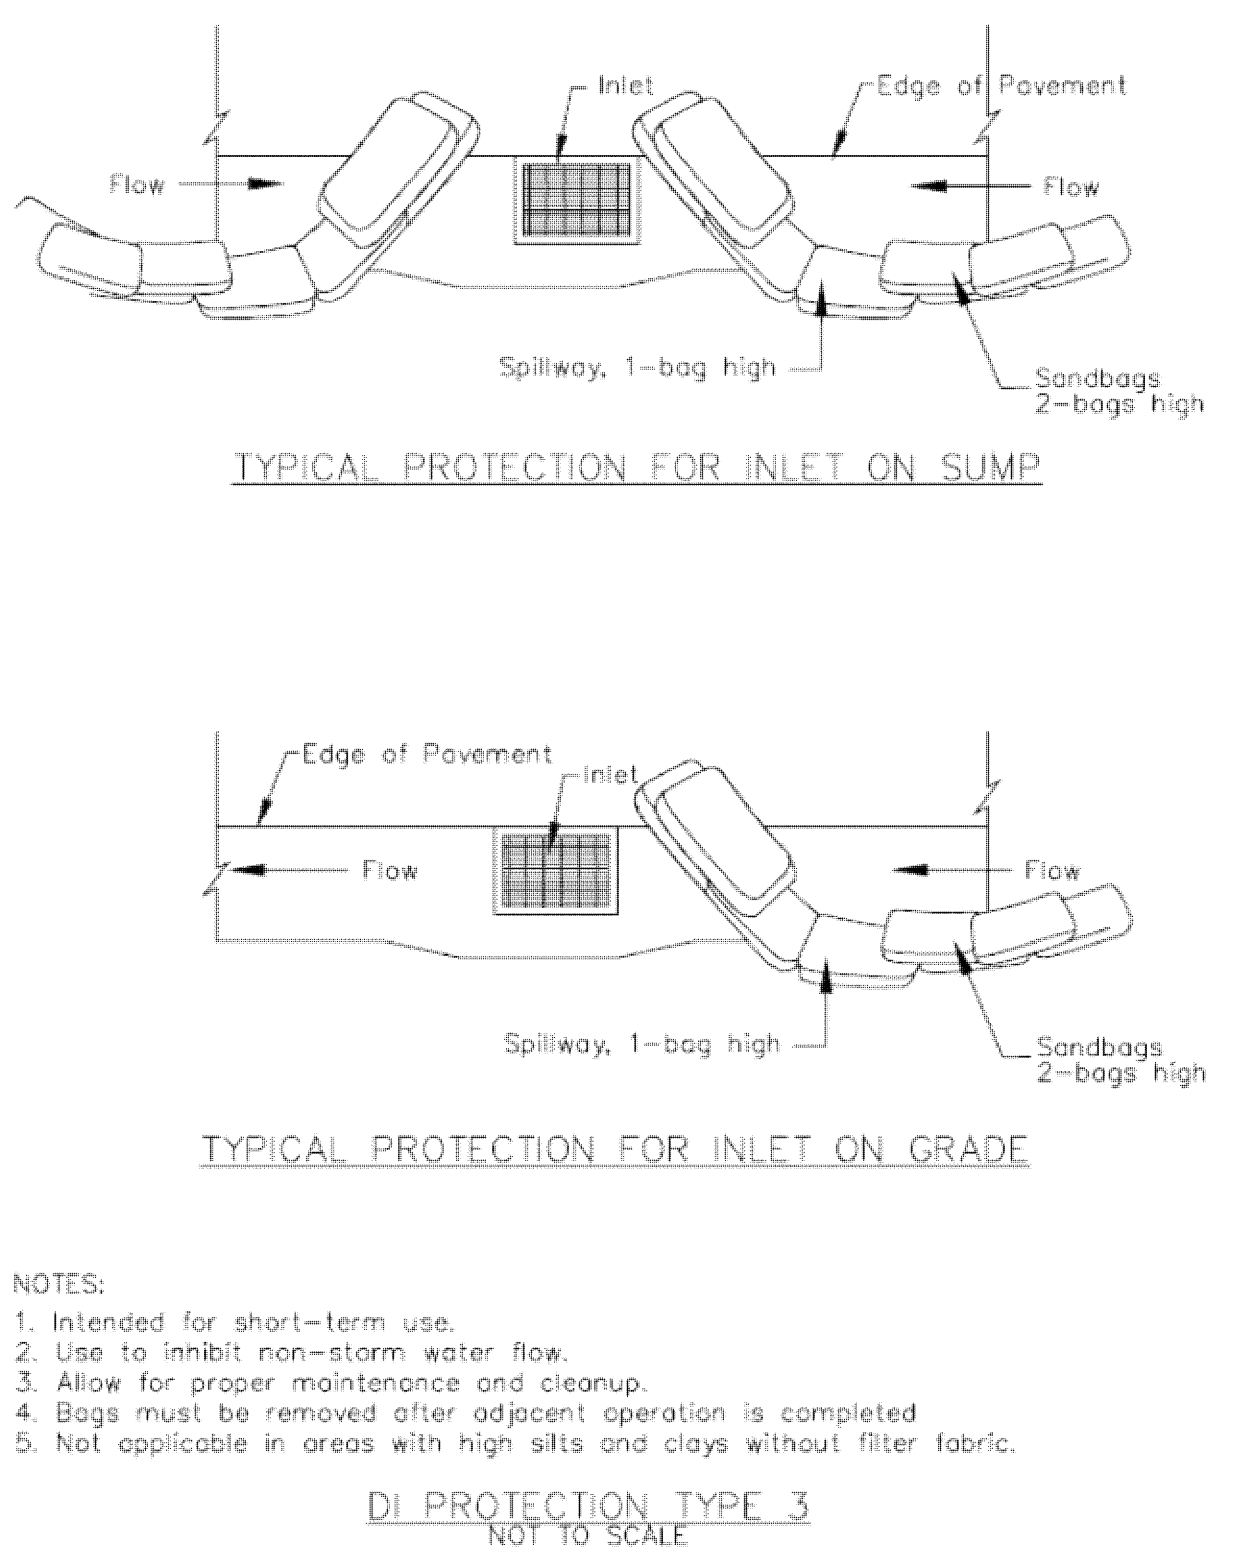 Inlet
Edge of Pavement
Flow
Flow
Spillway, 1-bag high
Sandbags
2-bags high
TYPICAL PROTECTION FOR INLET ON SUMP
Edge of Pavement
Inlet
Flow
Flow
Spillway, 1-bag high
Sandbags
2-bags high
TYPICAL PROTECTION FOR INLET ON GRADE
NOTES:
1. Intended for short-term use.
2. Use to inhibit non-storm water flow.
3. Allow for proper maintenance and cleanup.
4. Bags must be removed after adjacent operation is completed
5. Not applicable in areas with high silts and clays without filter fabric.
DI PROTECTION TYPE 3
NOT TO SCALE